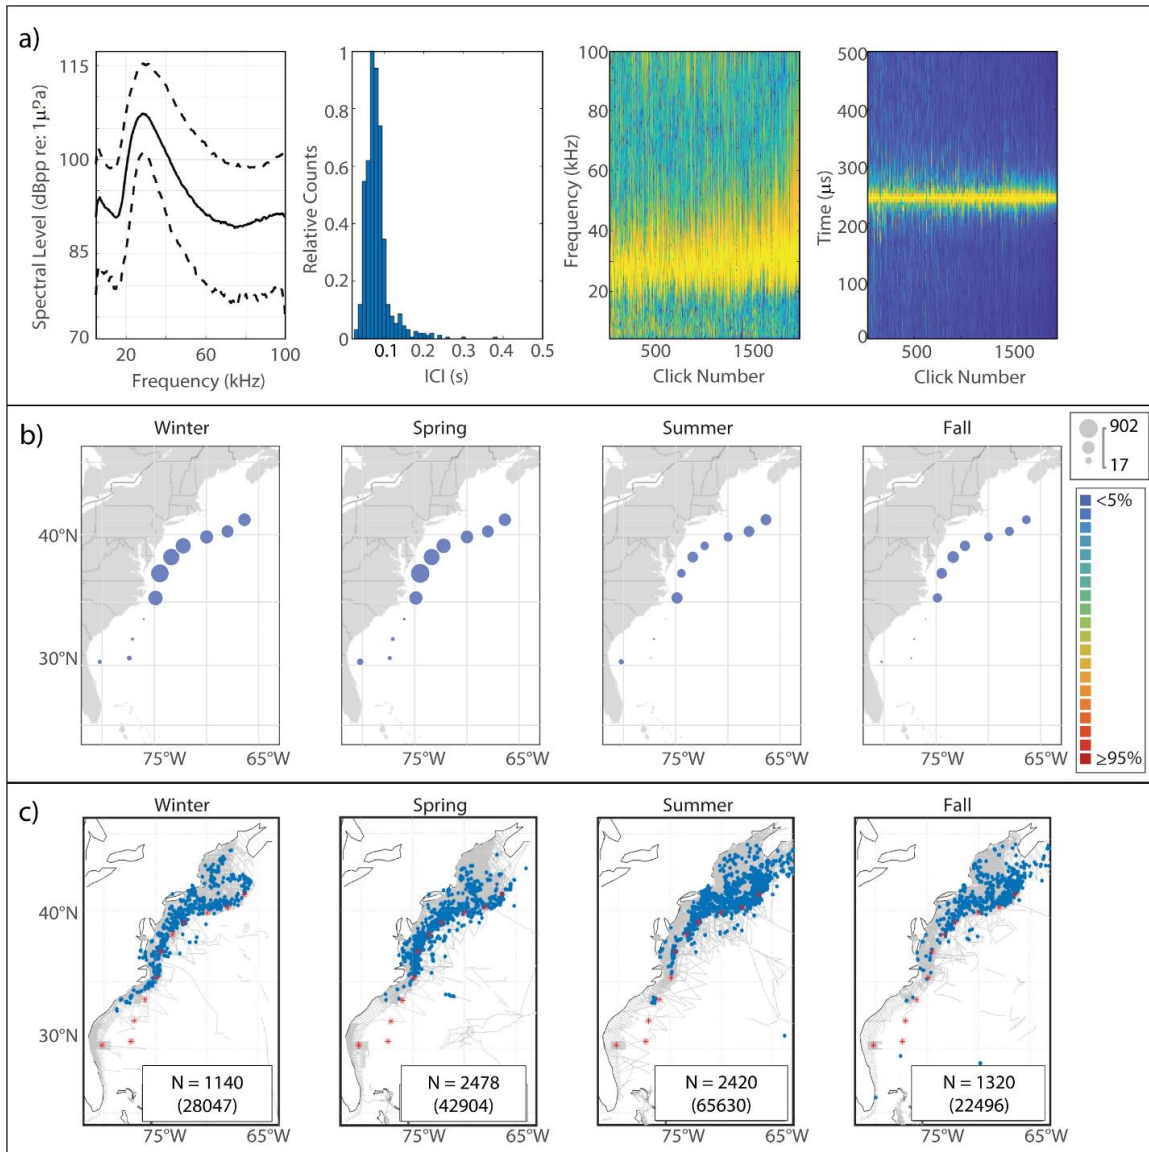 a)
115
100
85
70
Spectral Level (dBpp re: 1µPa)
20
60
100
Frequency (kHz)
1
0.8
0.6
0.4
0.2
0
Relative Counts
0.1
0.2
0.3
0.4
0.5
ICI (s)
100
80
60
40
20
Frequency (kHz)
500
1500
Click Number
500
400
300
200
100
0
Time (µs)
500
1500
Click Number
b)
Winter
Spring
Summer
Fall
902
17
<5%
≥95%
40°N
30°N
75°W
65°W
75°W
65°W
75°W
65°W
75°W
65°W
c)
Winter
Spring
Summer
Fall
40°N
30°N
N = 1140
(28047)
N = 2478
(42904)
N = 2420
(65630)
N = 1320
(22496)
75°W
65°W
75°W
65°W
75°W
65°W
75°W
65°W